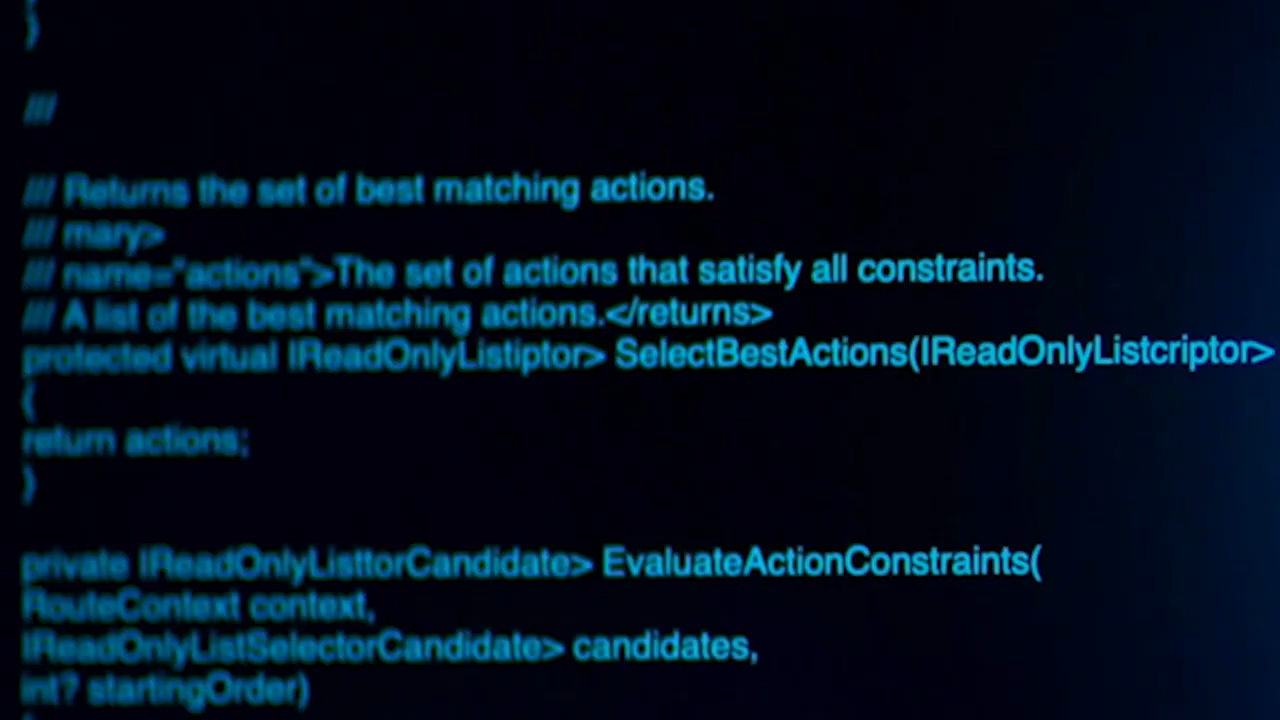 }
///
/// Returns the set of best matching actions.
/// mary>
/// name="actions">The set of actions that satisfy all constraints.
/// A list of the best matching actions.</returns>
protected virtual IReadOnlyListiptor> SelectBestActions(IReadOnlyListcriptor>
{
return actions;
}
private IReadOnlyListtorCandidate> EvaluateActionConstraints(
RouteContext context,
IReadOnlyListSelectorCandidate> candidates,
int? startingOrder)